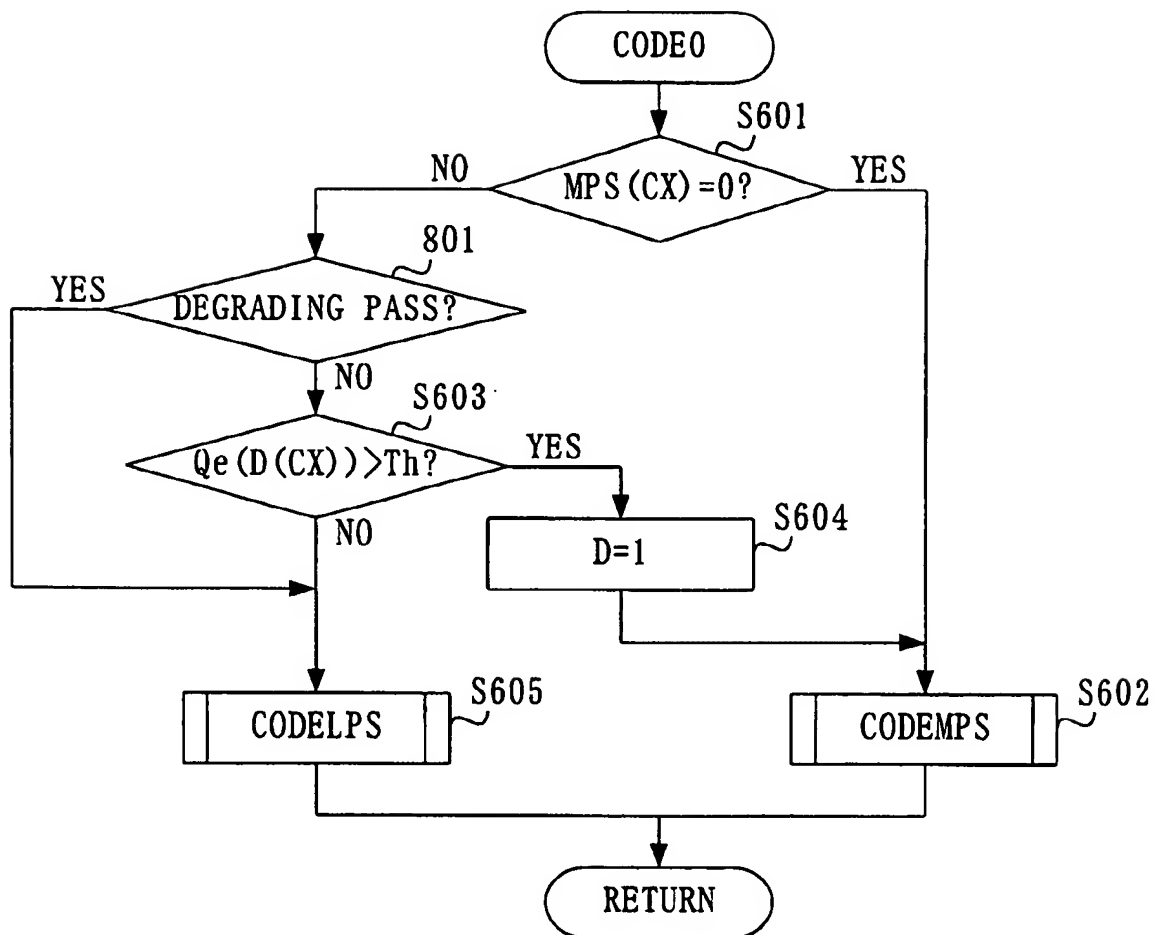 CODE0
S601
MPS(CX)=0?
NO
YES
801
DEGRADING PASS?
YES
NO
S603
Qe(D(CX))>Th?
YES
NO
S604
D=1
S605
CODELPS
S602
CODEMPS
RETURN